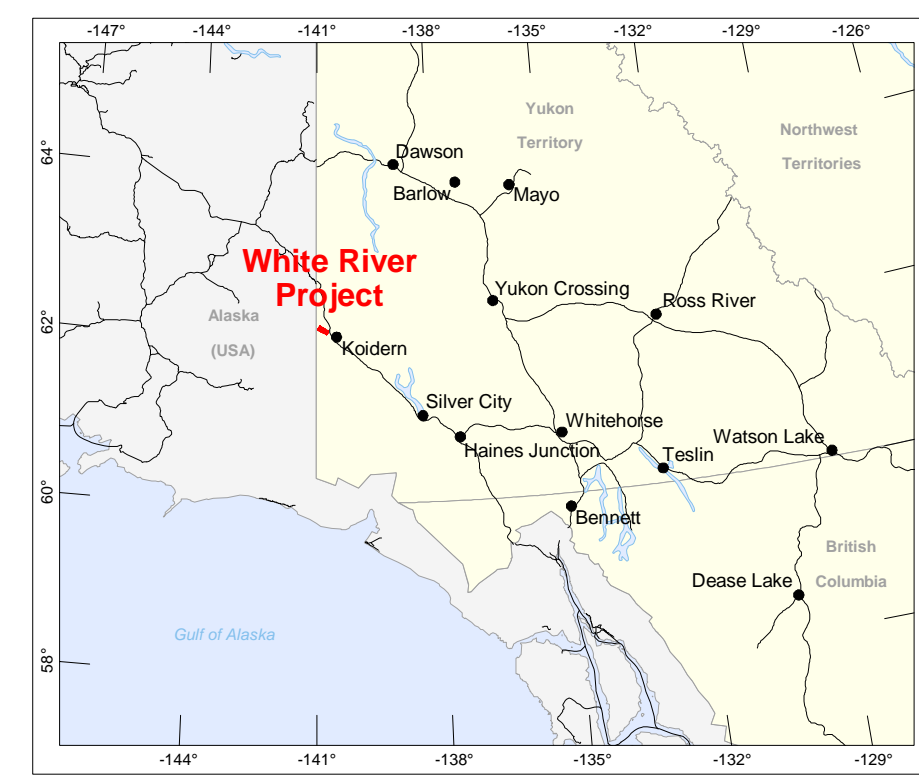 -147°
-144°
-141°
-138°
-135°
-132°
-129°
-126°
Yukon
Territory
Northwest
Territories
64°
Dawson
Barlow
Mayo
White River
Project
Yukon Crossing
Ross River
Alaska
(USA)
62°
Koidern
Silver City
Whitehorse
Haines Junction
Watson Lake
Teslin
60°
Bennett
British
Columbia
Dease Lake
Gulf of Alaska
58°
-144°
-141°
-138°
-135°
-132°
-129°